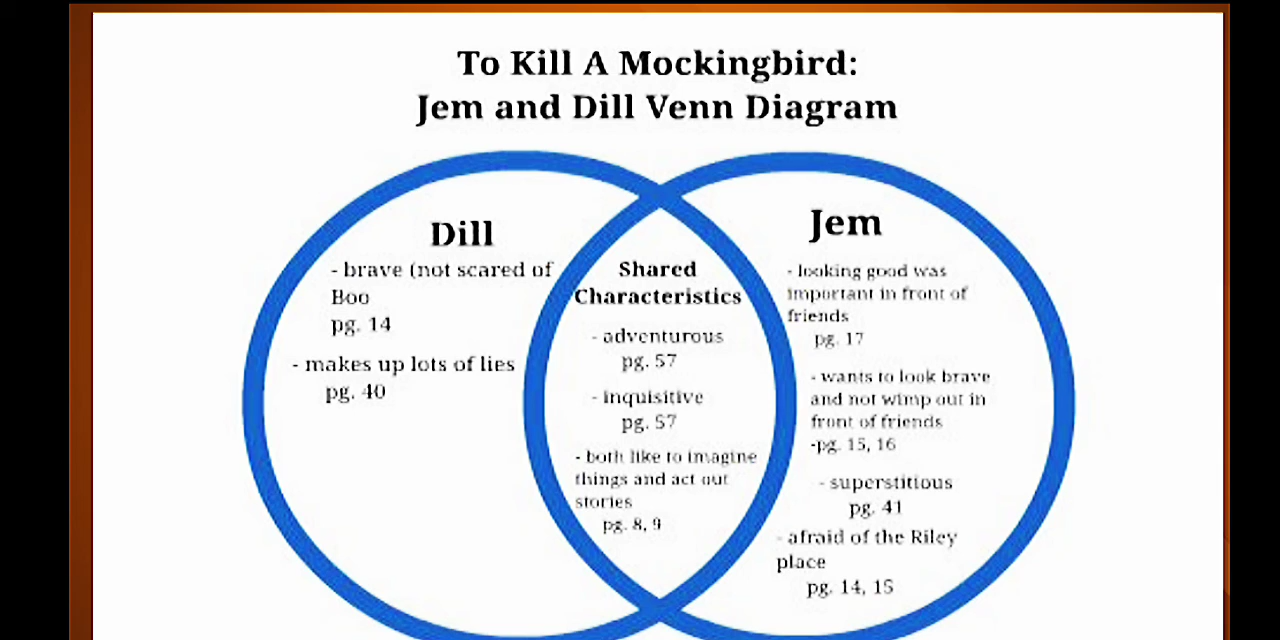 To Kill A Mockingbird:
Jem and Dill Venn Diagram
Dill
- brave (not scared of
Boo
pg. 14
- makes up lots of lies
pg. 40
Shared
Characteristics
- adventurous
pg. 57
- inquisitive
pg. 57
- both like to imagine
things and act out
stories
pg. 8, 9
Jem
- looking good was
important in front of
friends
pg. 17
- wants to look brave
and not wimp out in
front of friends
-pg. 15, 16
- superstitious
pg. 41
- afraid of the Riley
place
pg. 14, 15